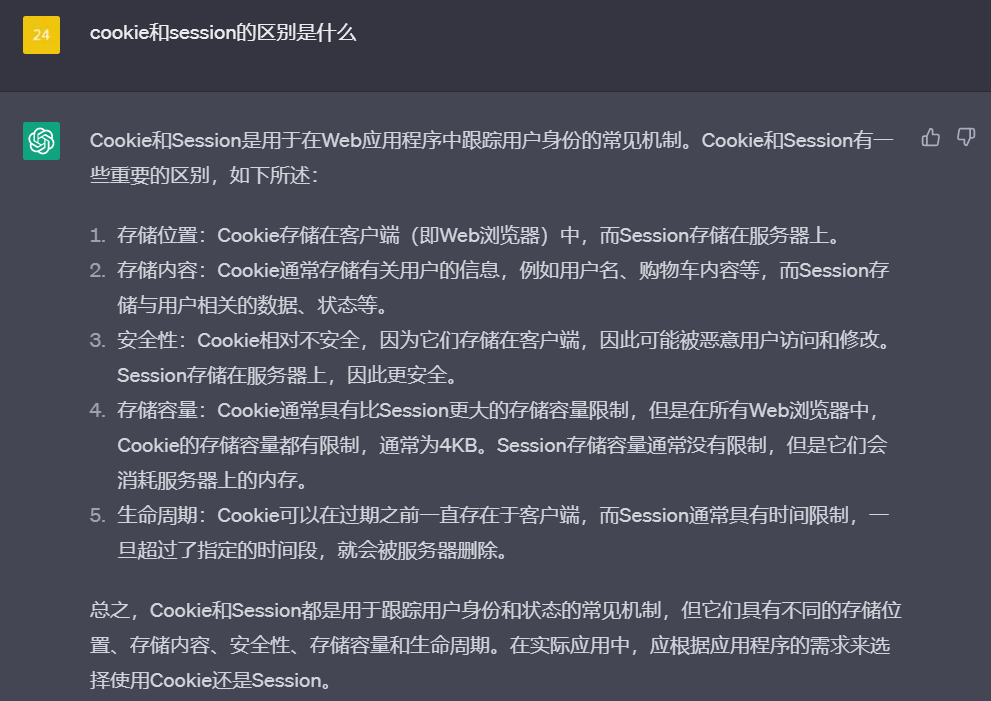 24
cookie和session的区别是什么
Cookie和Session是用于在Web应用程序中跟踪用户身份的常见机制。Cookie和Session有一
些重要的区别，如下所述：
1. 存储位置：Cookie存储在客户端（即Web浏览器）中，而Session存储在服务器上。
2. 存储内容：Cookie通常存储有关用户的信息，例如用户名、购物车内容等，而Session存
储与用户相关的数据、状态等。
3. 安全性：Cookie相对不安全，因为它们存储在客户端，因此可能被恶意用户访问和修改。
Session存储在服务器上，因此更安全。
4. 存储容量：Cookie通常具有比Session更大的存储容量限制，但是在所有Web浏览器中，
Cookie的存储容量都有限制，通常为4KB。Session存储容量通常没有限制，但是它们会
消耗服务器上的内存。
5. 生命周期：Cookie可以在过期之前一直存在于客户端，而Session通常具有时间限制，一
旦超过了指定的时间段，就会被服务器删除。
总之，Cookie和Session都是用于跟踪用户身份和状态的常见机制，但它们具有不同的存储位
置、存储内容、安全性、存储容量和生命周期。在实际应用中，应根据应用程序的需求来选
择使用Cookie还是Session。